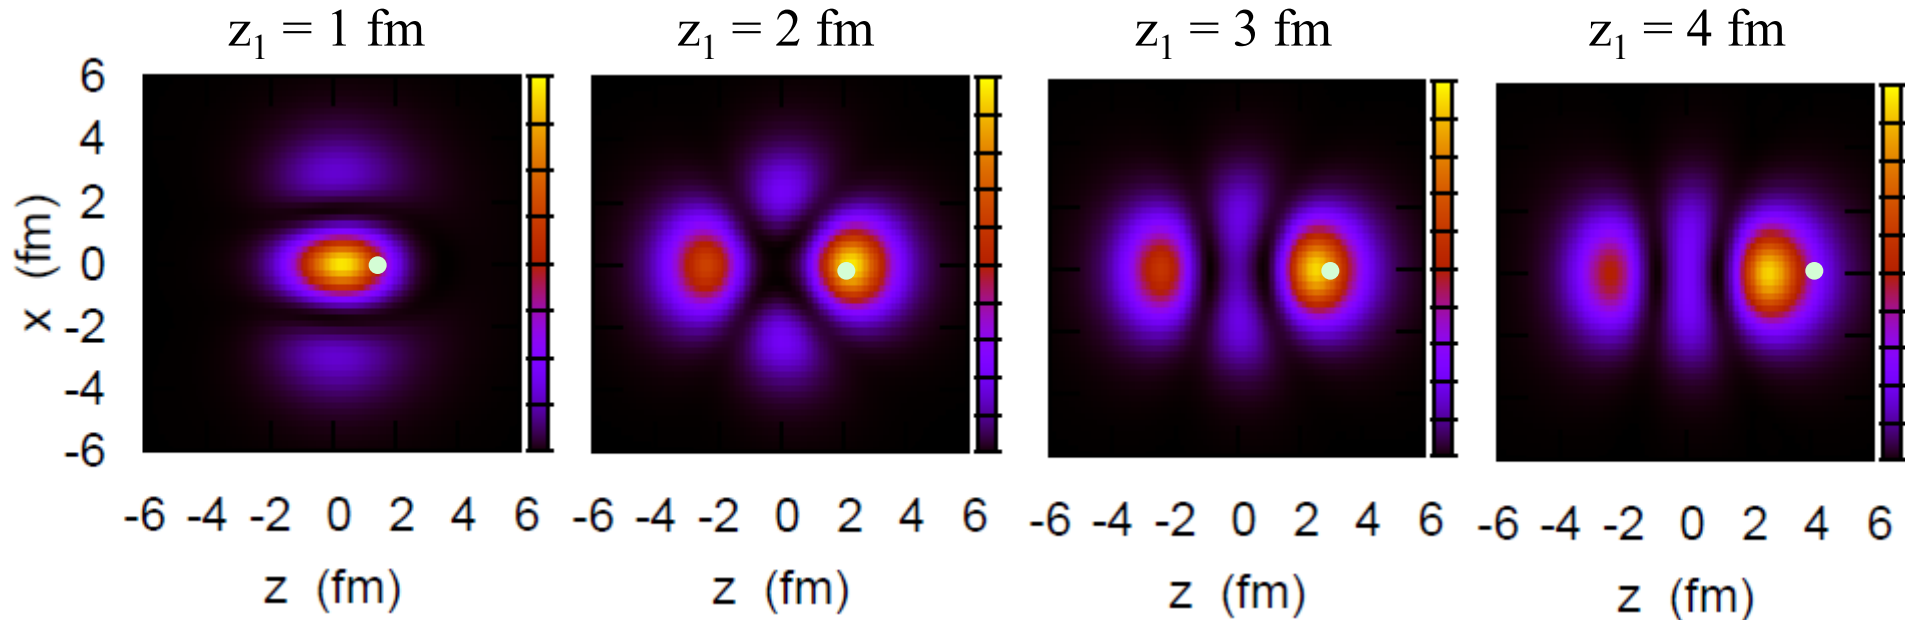 z₁ = 1 fm
z₁ = 2 fm
z₁ = 3 fm
z₁ = 4 fm
x (fm)
6
4
2
0
-2
-4
-6
-6 -4 -2 0 2 4 6
-6 -4 -2 0 2 4 6
-6 -4 -2 0 2 4 6
-6 -4 -2 0 2 4 6
z (fm)
z (fm)
z (fm)
z (fm)